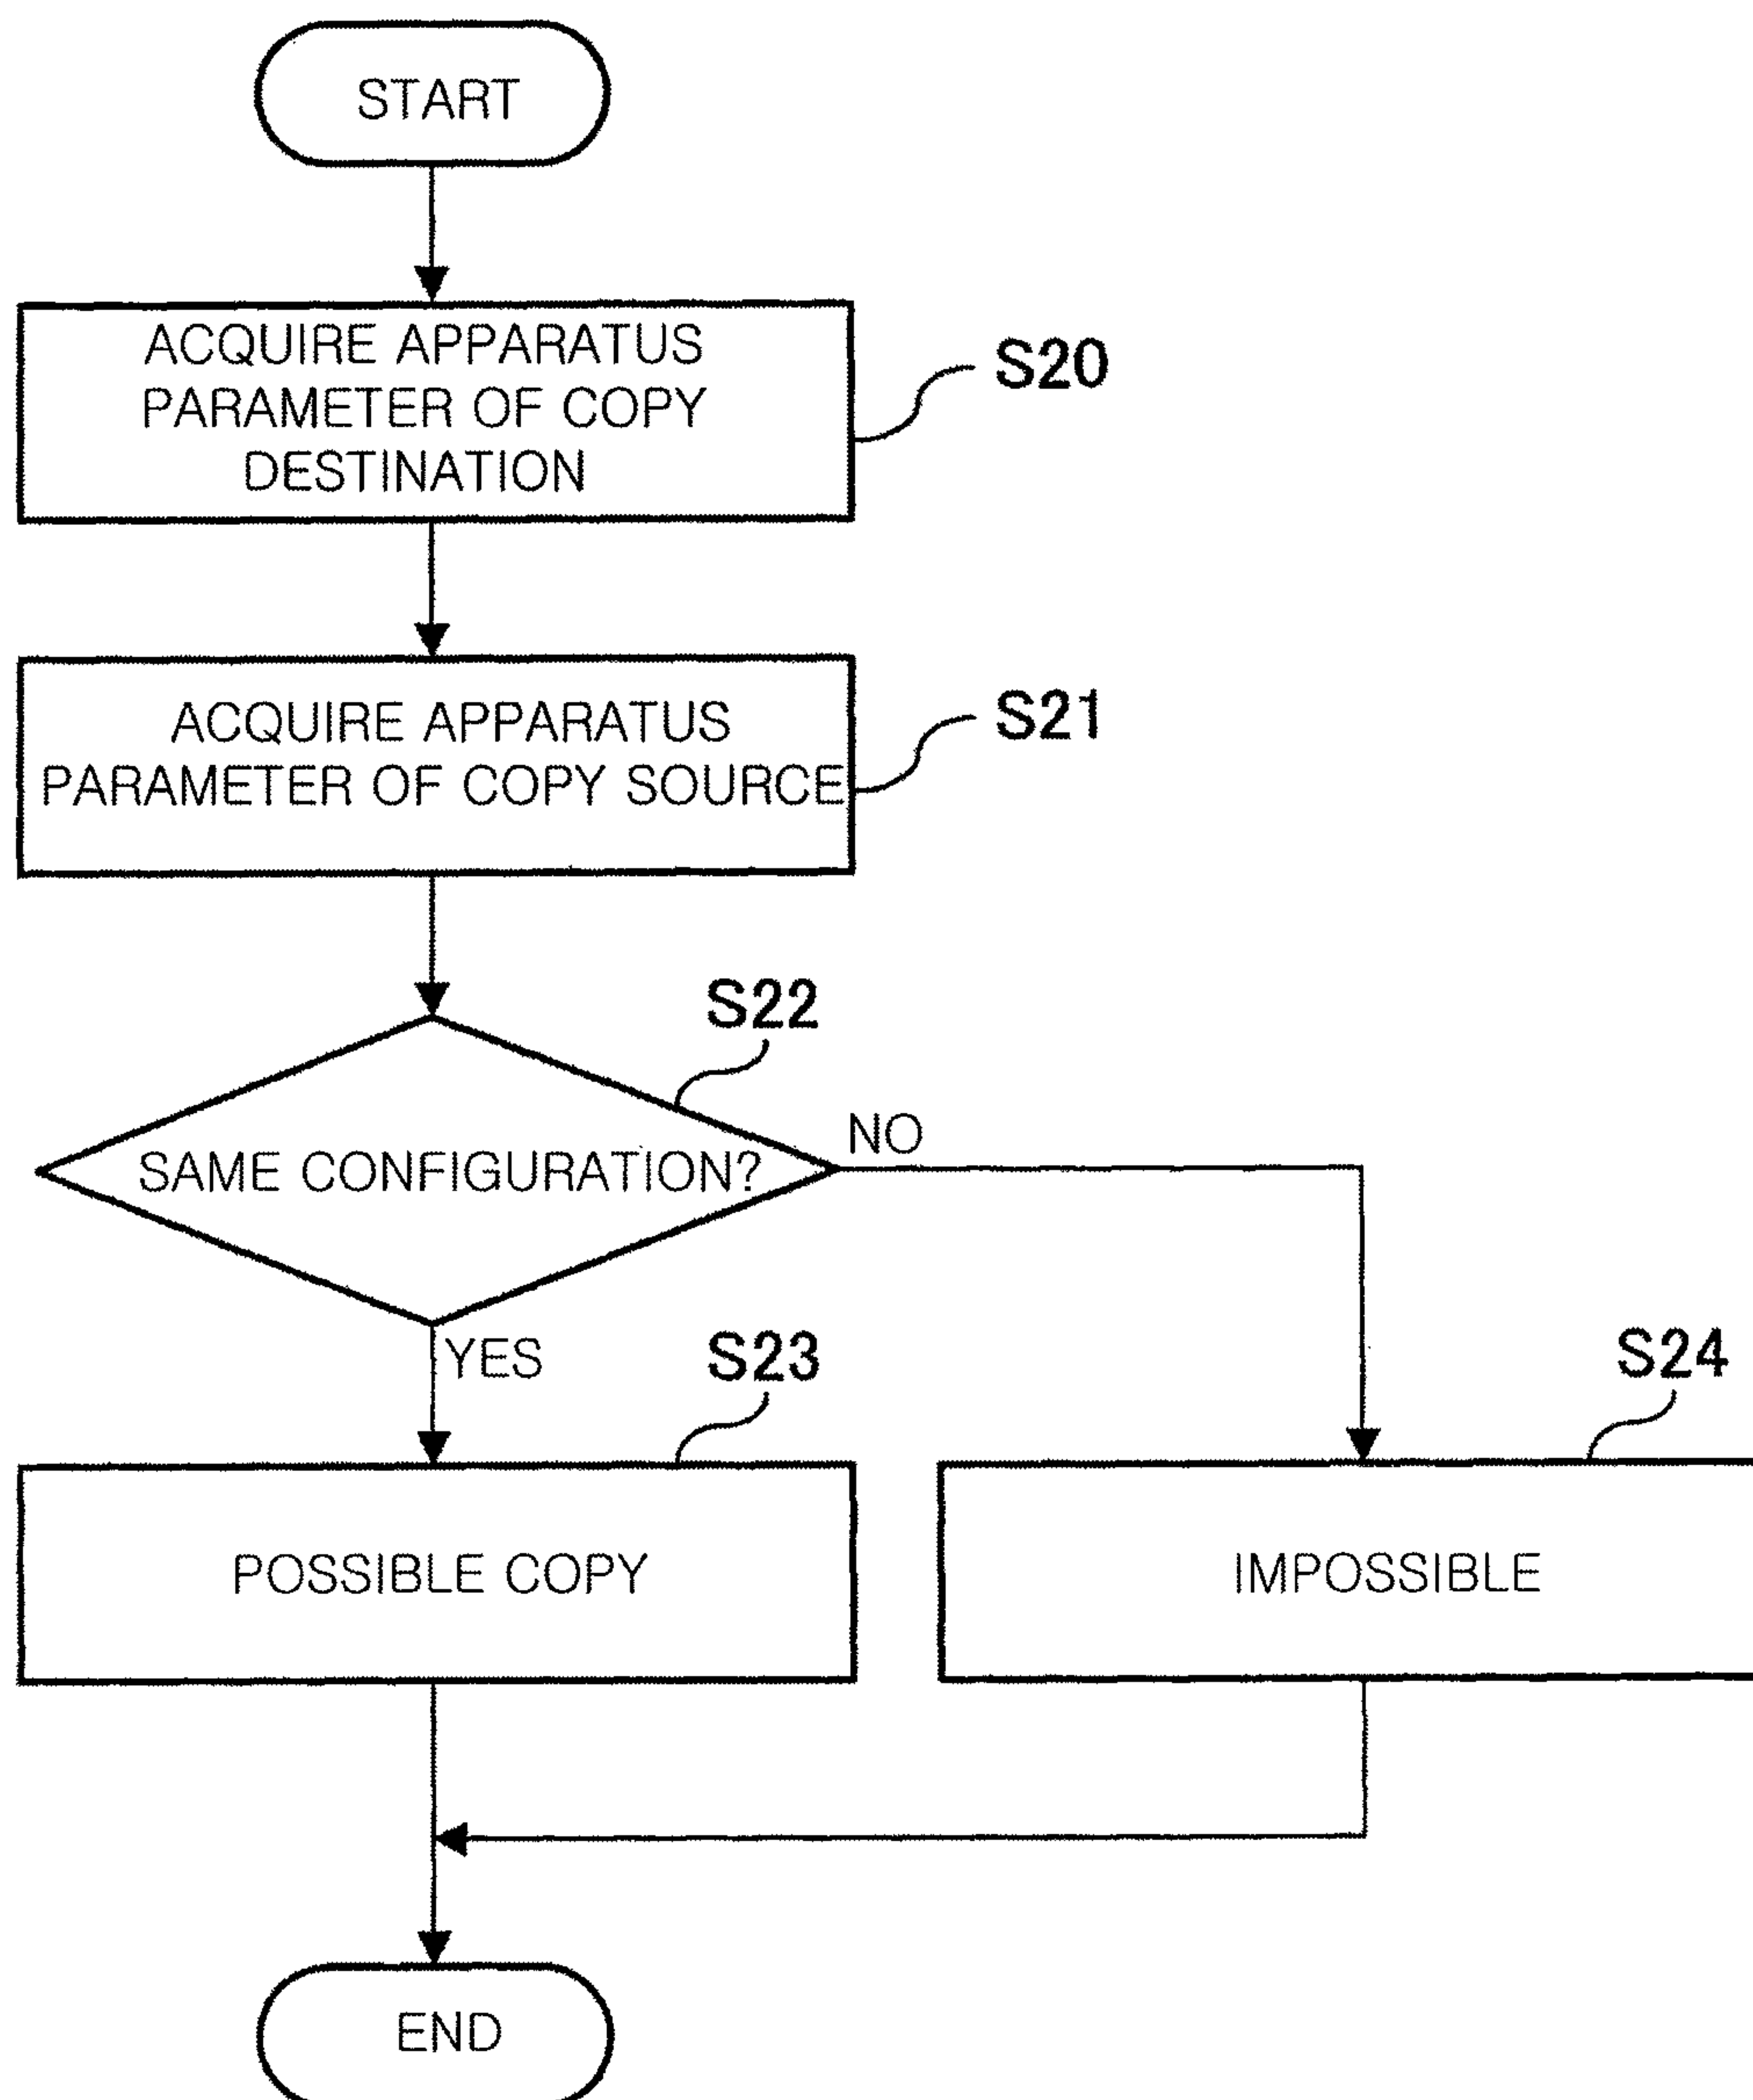 START
ACQUIRE APPARATUS
PARAMETER OF COPY
DESTINATION
S20
ACQUIRE APPARATUS
PARAMETER OF COPY SOURCE
S21
S22
SAME CONFIGURATION?
NO
YES
S23
S24
POSSIBLE COPY
IMPOSSIBLE
END